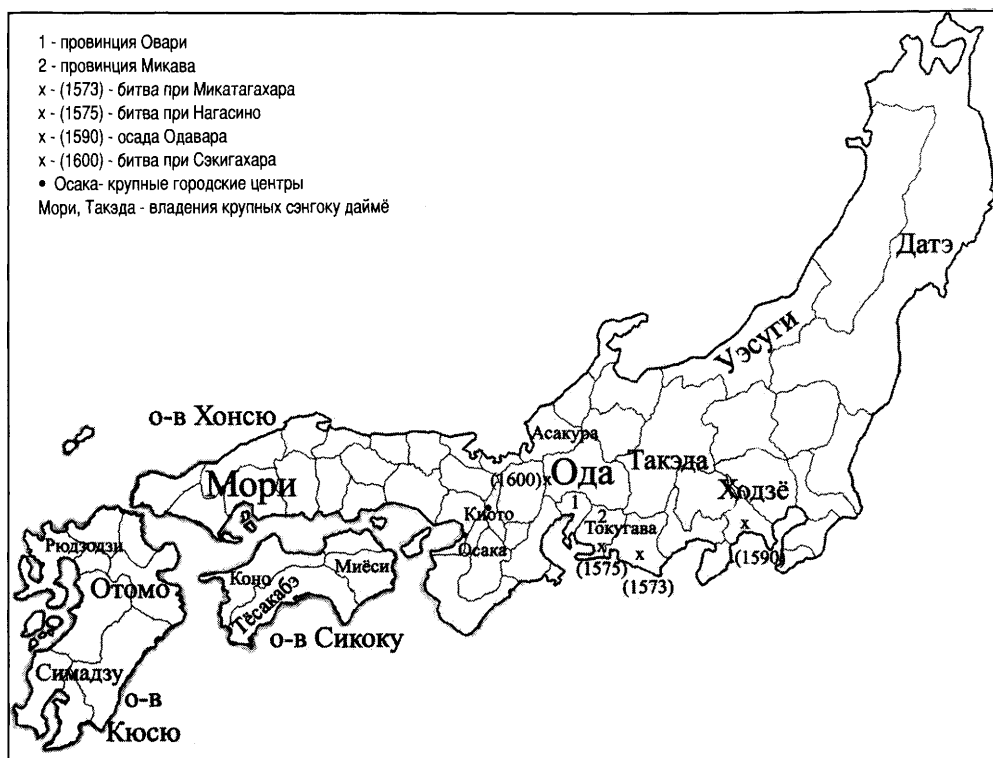 1 - провинция Овари
2 - провинция Микава
х - (1573) - битва при Микатагахара
х - (1575) - битва при Нагасино
х - (1590) - осада Одавара
х - (1600) - битва при Сэкигахара
• Осака- крупные городские центры
Мори, Такэда - владения крупных сэнгоку даймё
Датэ
Уэсуги
о-в Хонсю
Асакура
Такэда
Ода
(1600)х
Мори
Ходзё
1
Киото
2
Токугава
х
Осака
х
х
(1590)
(1575)
(1573)
Рюдзодзи
Миёси
Коно
Отомо
Тёсакабэ
о-в Сикоку
Симадзу
о-в
Кюсю